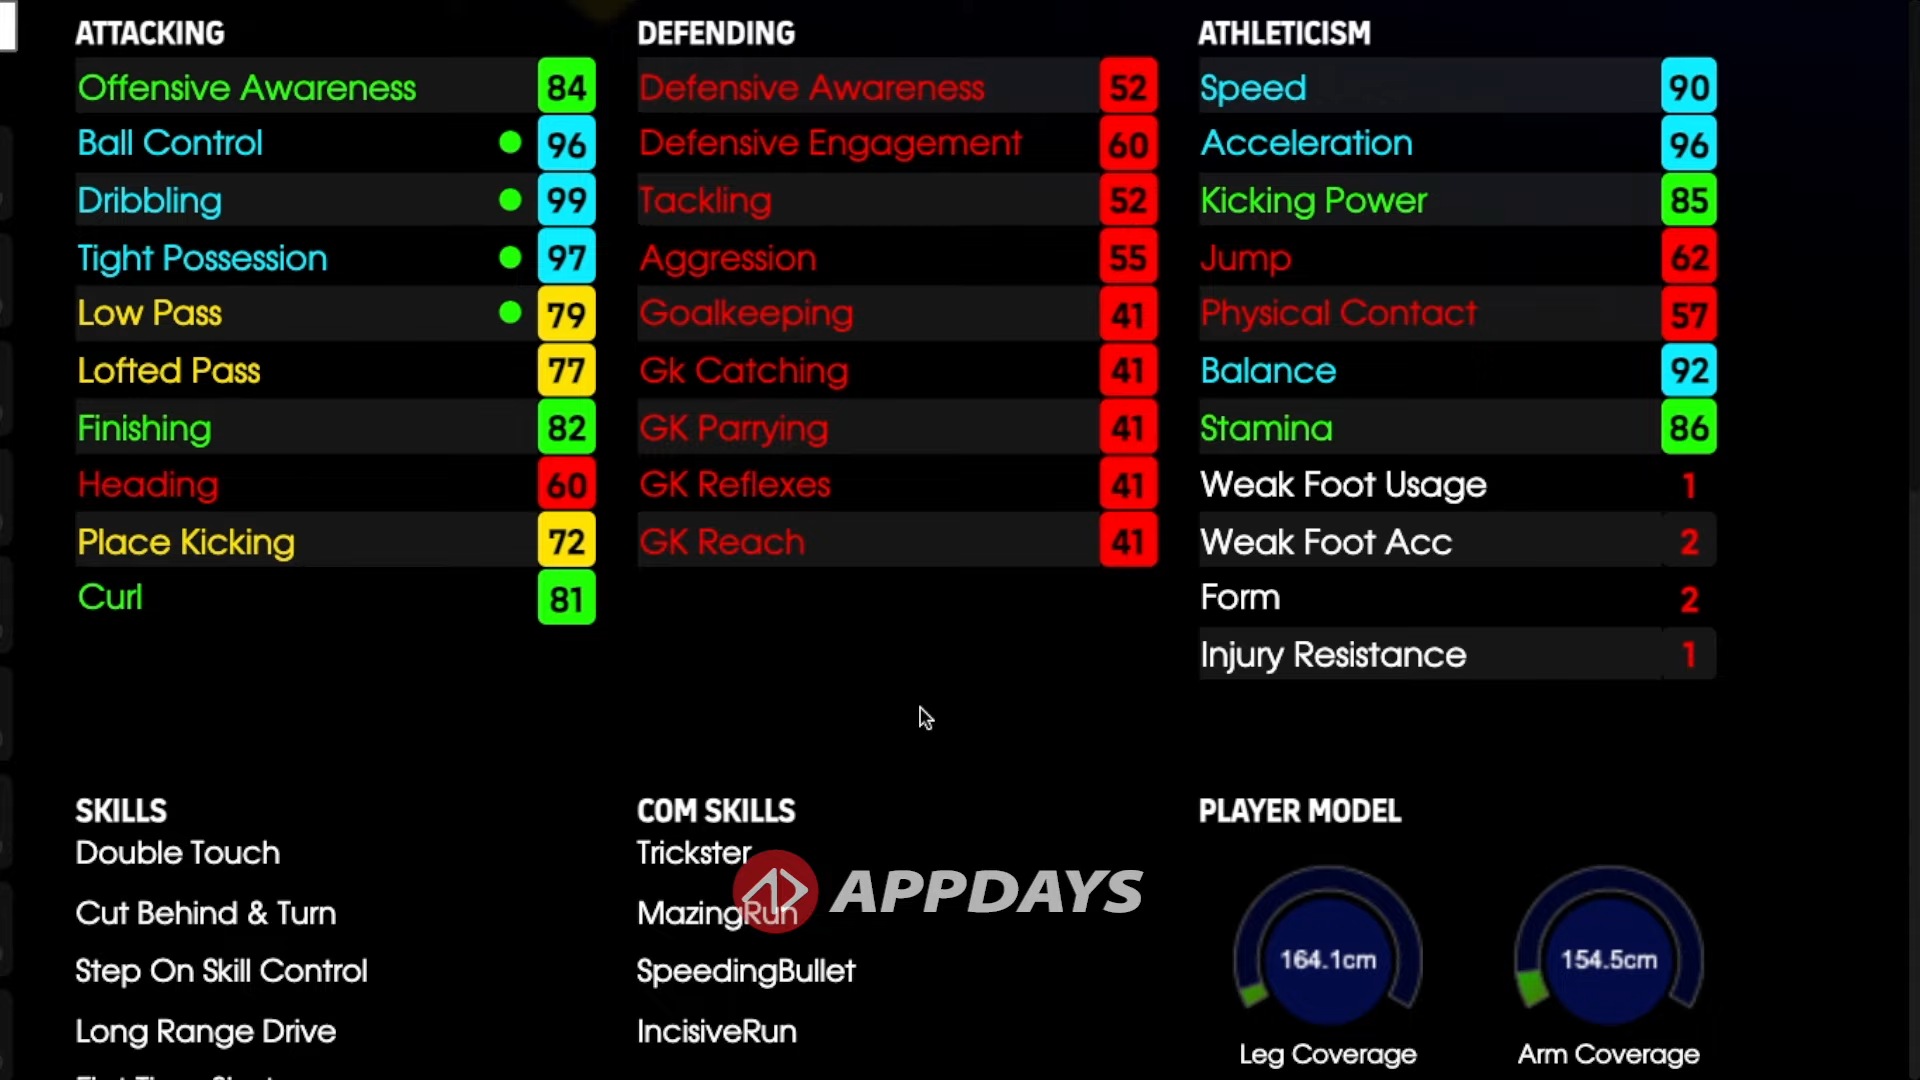 ATTACKING
Offensive Awareness 84
Ball Control 96
Dribbling 99
Tight Possession 97
Low Pass 79
Lofted Pass 77
Finishing 82
Heading 60
Place Kicking 72
Curl 81
DEFENDING
Defensive Awareness 52
Defensive Engagement 60
Tackling 52
Aggression 55
Goalkeeping 41
Gk Catching 41
GK Parrying 41
GK Reflexes 41
GK Reach 41
ATHLETICISM
Speed 90
Acceleration 96
Kicking Power 85
Jump 62
Physical Contact 57
Balance 92
Stamina 86
Weak Foot Usage 1
Weak Foot Acc 2
Form 2
Injury Resistance 1
SKILLS
Double Touch
Cut Behind & Turn
Step On Skill Control
Long Range Drive
COM SKILLS
Trickster
MazingRun
SpeedingBullet
IncisiveRun
APPDAYS
PLAYER MODEL
164.1cm
Leg Coverage
154.5cm
Arm Coverage